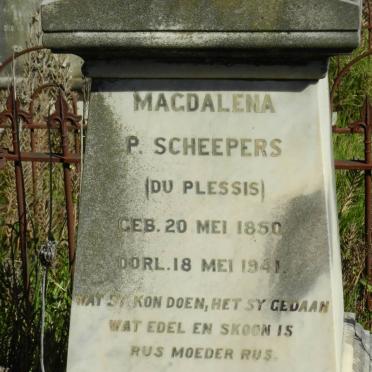 MAGDALENA
P. SCHEEPERS
(DU PLESSIS)
GEB. 20 MEI 1850
OORL. 18 MEI 1941.
WAT SY KON DOEN, HET SY GEDAAN
WAT EDEL EN SKOON IS
RUS MOEDER RUS.